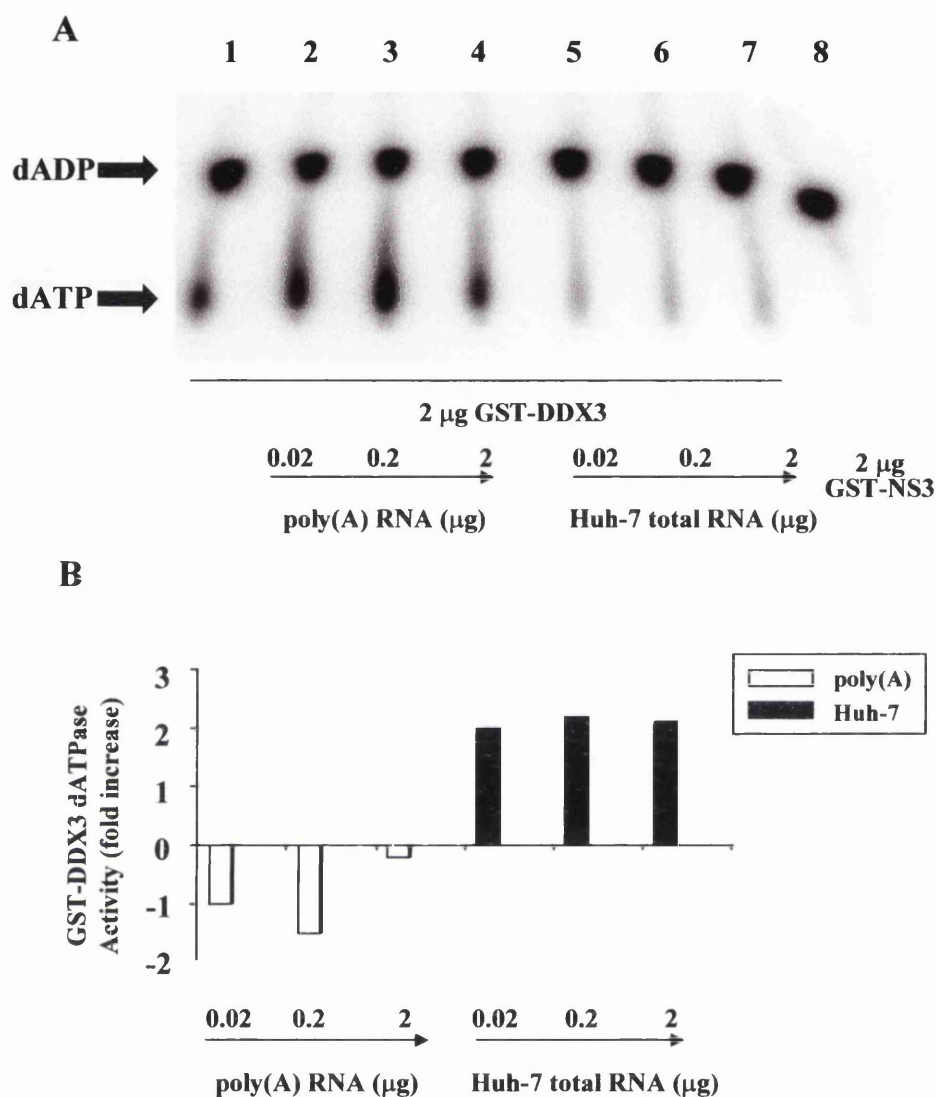 A
1 2 3 4 5 6 7 8
dADP
dATP
2 μg GST-DDX3
0.02 0.2 2 0.02 0.2 2 2 μg
GST-NS3
poly(A) RNA (μg) Huh-7 total RNA (μg)
B
3
2
1
0
-1
-2
GST-DDX3 dATPase
Activity (fold increase)
poly(A)
Huh-7
0.02 0.2 2 0.02 0.2 2
poly(A) RNA (μg) Huh-7 total RNA (μg)